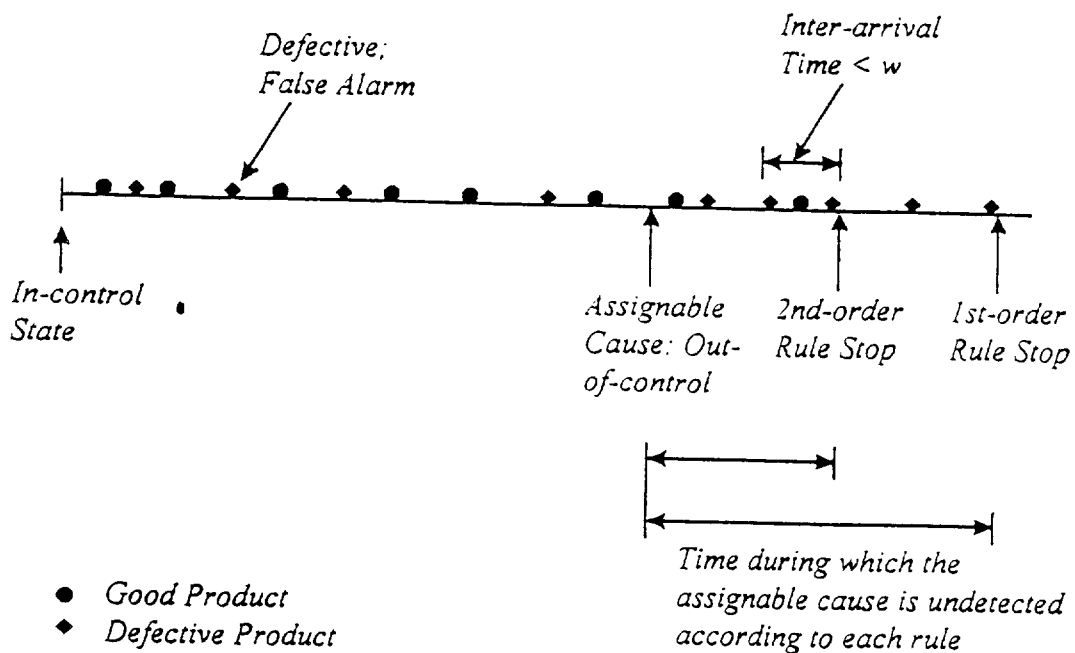 Defective;
False Alarm
Inter-arrival
Time < w
In-control
State
Assignable
Cause: Out-
of-control
2nd-order
Rule Stop
1st-order
Rule Stop
Time during which the
assignable cause is undetected
according to each rule
Good Product
Defective Product